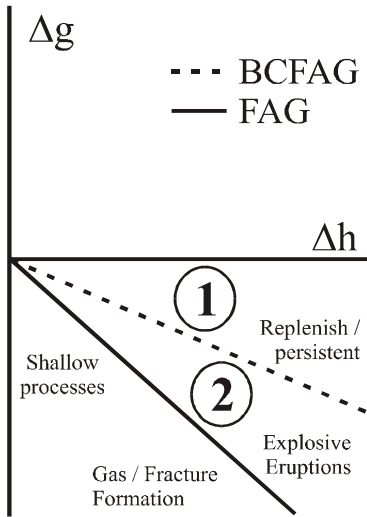 Δg
BCFAG
FAG
Δh
1
Replenish /
persistent
Shallow
processes
2
Explosive
Eruptions
Gas / Fracture
Formation